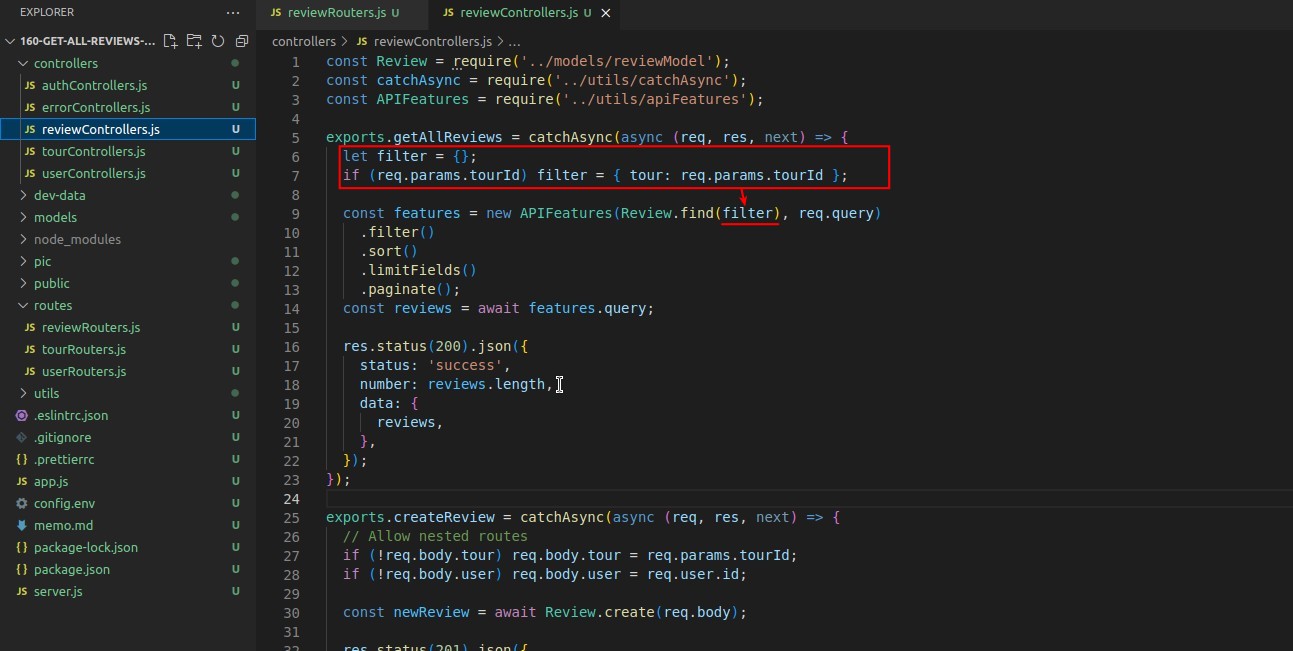 EXPLORER
...
160-GET-ALL-REVIEWS-...
controllers
JS authControllers.js U
JS errorControllers.js U
JS reviewControllers.js U
JS tourControllers.js U
JS userControllers.js U
dev-data
models
node_modules
pic
public
routes
JS reviewRouters.js U
JS tourRouters.js U
JS userRouters.js U
utils
.eslintrc.json U
.gitignore U
{} .prettierrc U
JS app.js U
config.env U
memo.md U
{} package-lock.json U
{} package.json U
JS server.js U
JS reviewRouters.js U
JS reviewControllers.js U
controllers > JS reviewControllers.js > ...
1 const Review = require('../models/reviewModel');
2 const catchAsync = require('../utils/catchAsync');
3 const APIFeatures = require('../utils/apiFeatures');
4
5 exports.getAllReviews = catchAsync(async (req, res, next) => {
6 let filter = {};
7 if (req.params.tourId) filter = { tour: req.params.tourId };
8
9 const features = new APIFeatures(Review.find(filter), req.query)
10 .filter()
11 .sort()
12 .limitFields()
13 .paginate();
14 const reviews = await features.query;
15
16 res.status(200).json({
17 status: 'success',
18 number: reviews.length,
19 data: {
20 reviews,
21 },
22 });
23 });
24
25 exports.createReview = catchAsync(async (req, res, next) => {
26 // Allow nested routes
27 if (!req.body.tour) req.body.tour = req.params.tourId;
28 if (!req.body.user) req.body.user = req.user.id;
29
30 const newReview = await Review.create(req.body);
31
32 res.status(201).json({